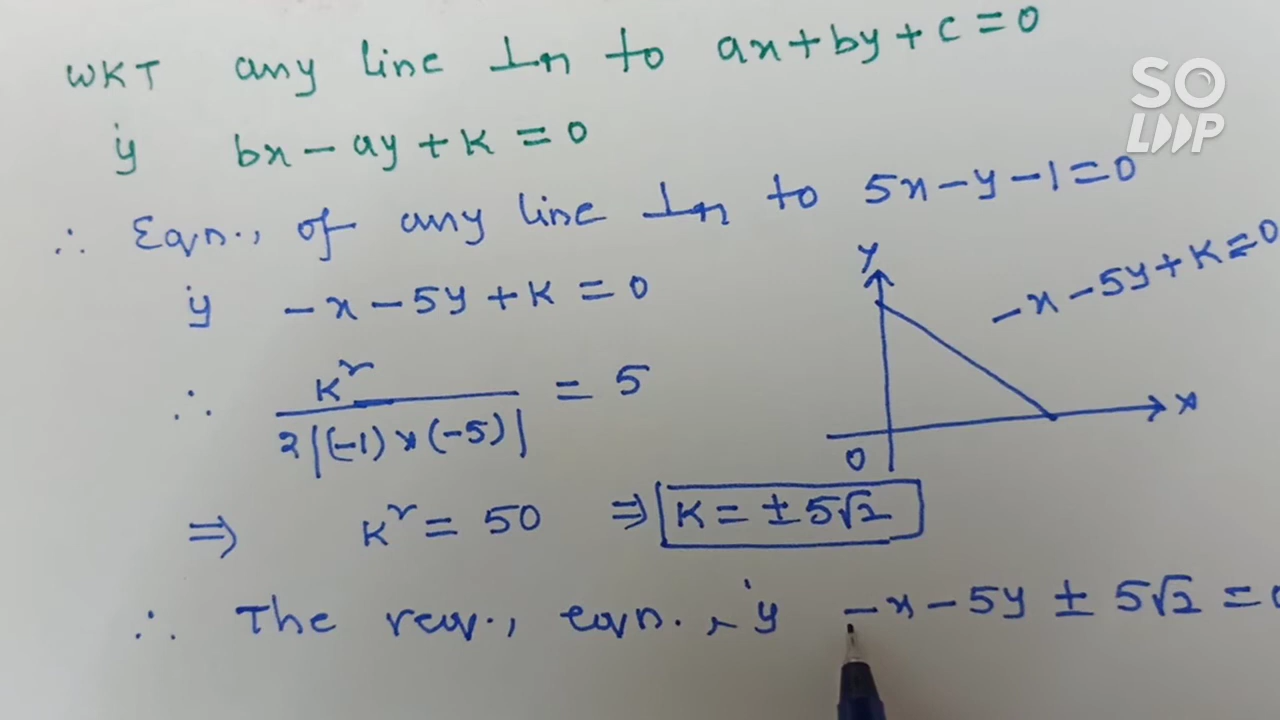 WKT any line ⊥n to ax+by+c=0
is bx-ay+k=0
∴ Eqn., of any line ⊥n to 5x-y-1=0
is -x-5y+k=0
∴ k²/2|(-1)×(-5)| = 5
Y
-x-5y+k=0
X
O
⇒ k² = 50 ⇒ k=±5√2
∴ The req., eqn., is -x-5y ± 5√2 =0
SO LOOP